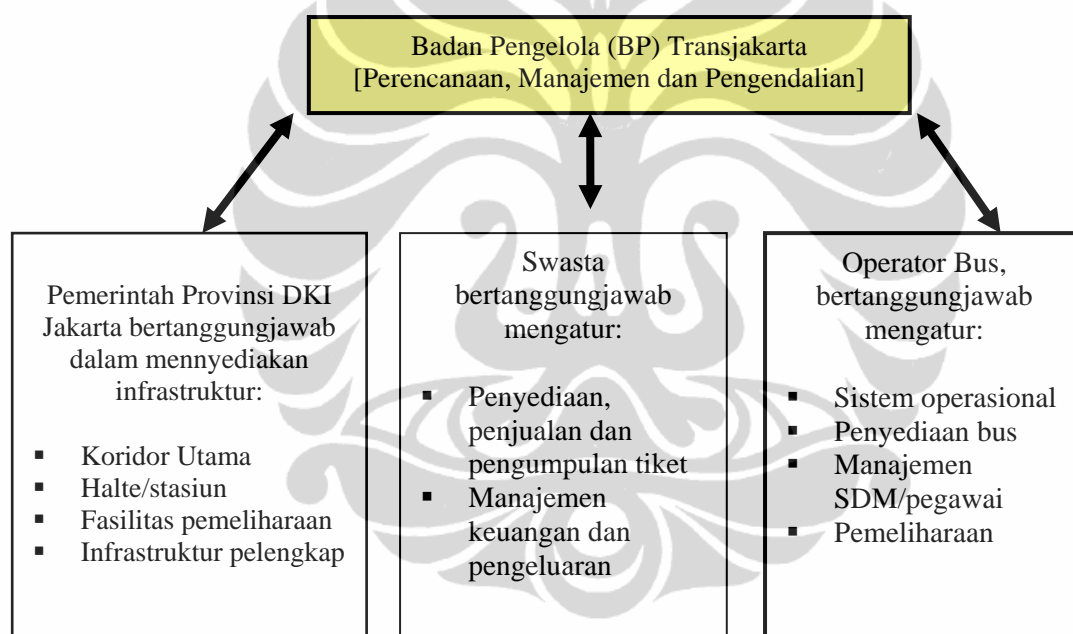 Badan Pengelola (BP) Transjakarta
[Perencanaan, Manajemen dan Pengendalian]
Pemerintah Provinsi DKI
Jakarta bertanggungjawab
dalam mennyediakan
infrastruktur:
▪ Koridor Utama
▪ Halte/stasiun
▪ Fasilitas pemeliharaan
▪ Infrastruktur pelengkap
Swasta
bertanggungjawab
mengatur:
▪ Penyediaan,
penjualan dan
pengumpulan tiket
▪ Manajemen
keuangan dan
pengeluaran
Operator Bus,
bertanggungjawab
mengatur:
▪ Sistem operasional
▪ Penyediaan bus
▪ Manajemen
SDM/pegawai
▪ Pemeliharaan